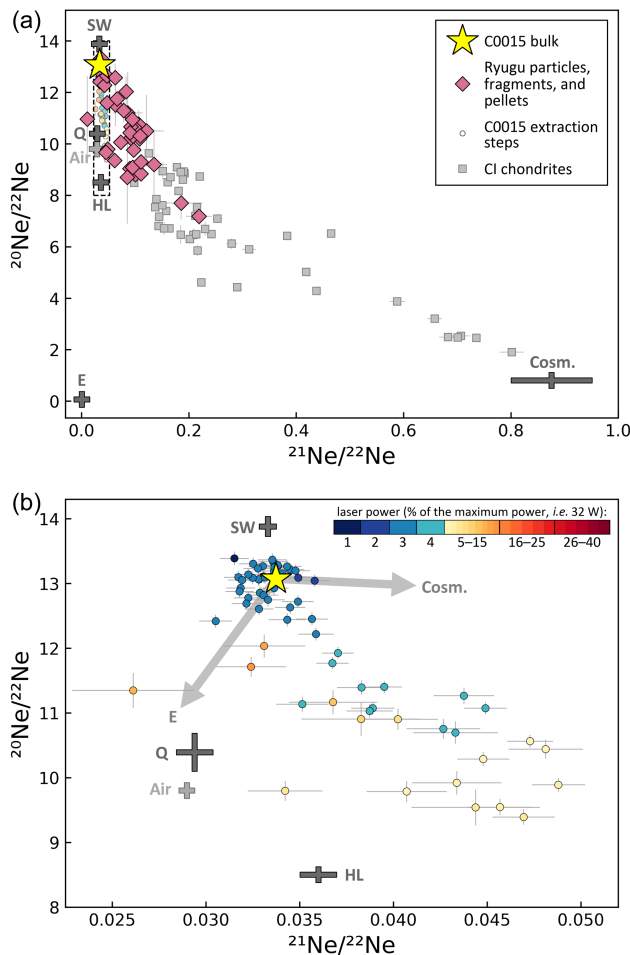 (a)
14
12
10
8
6
4
2
0
²⁰Ne/²²Ne
SW
Q
Air
HL
E
Cosm.
C0015 bulk
Ryugu particles,
fragments, and
pellets
C0015 extraction
steps
CI chondrites
0.0 0.2 0.4 0.6 0.8 1.0
²¹Ne/²²Ne
(b)
14
13
12
11
10
9
8
²⁰Ne/²²Ne
laser power (% of the maximum power, i.e. 32 W):
1 2 3 4 5–15 16–25 26–40
SW
Cosm.
E
Q
Air
HL
0.025 0.030 0.035 0.040 0.045 0.050
²¹Ne/²²Ne